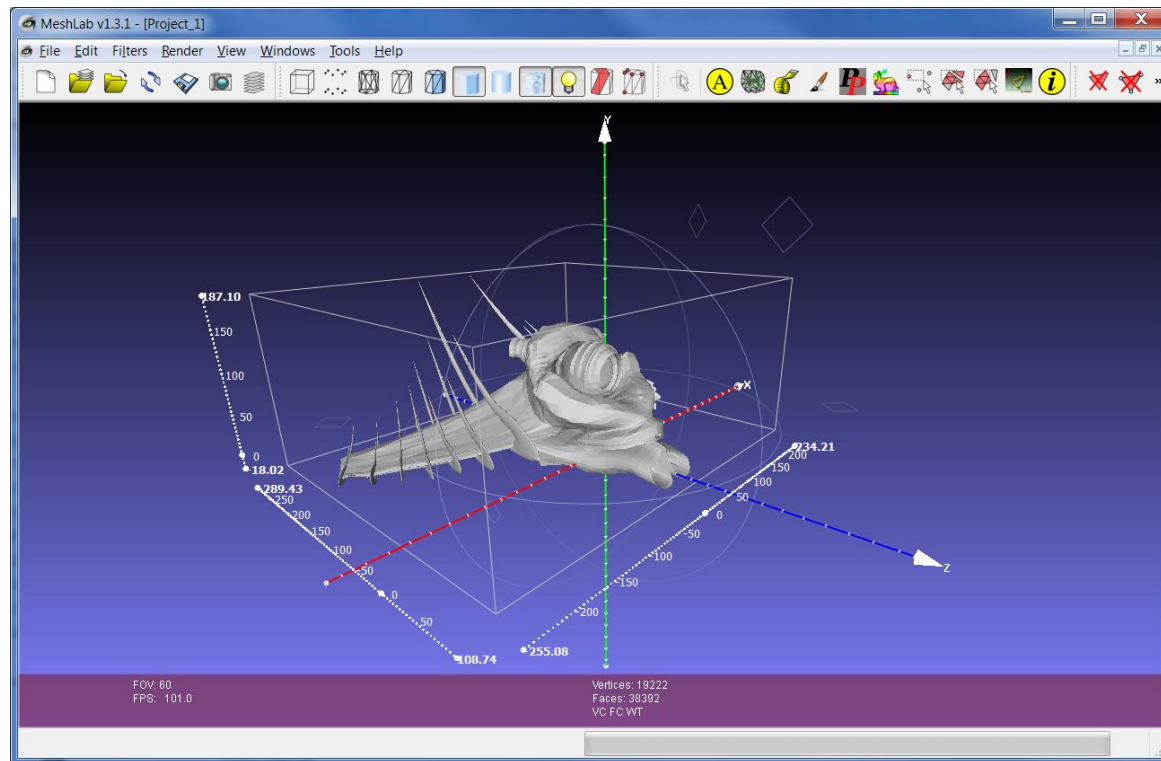 MeshLab v1.3.1 - [Project_1]
File Edit Filters Render View Windows Tools Help
A PP i »
Y
187.10
150
100
50
0
-18.02
-289.43
-250
-200
-150
-100
-50
0
50
108.74
X
234.21
200
150
100
50
0
-50
-100
-150
-200
-255.08
Z
FOV: 60
FPS: 101.0
Vertices: 19222
Faces: 38392
VC FC WT